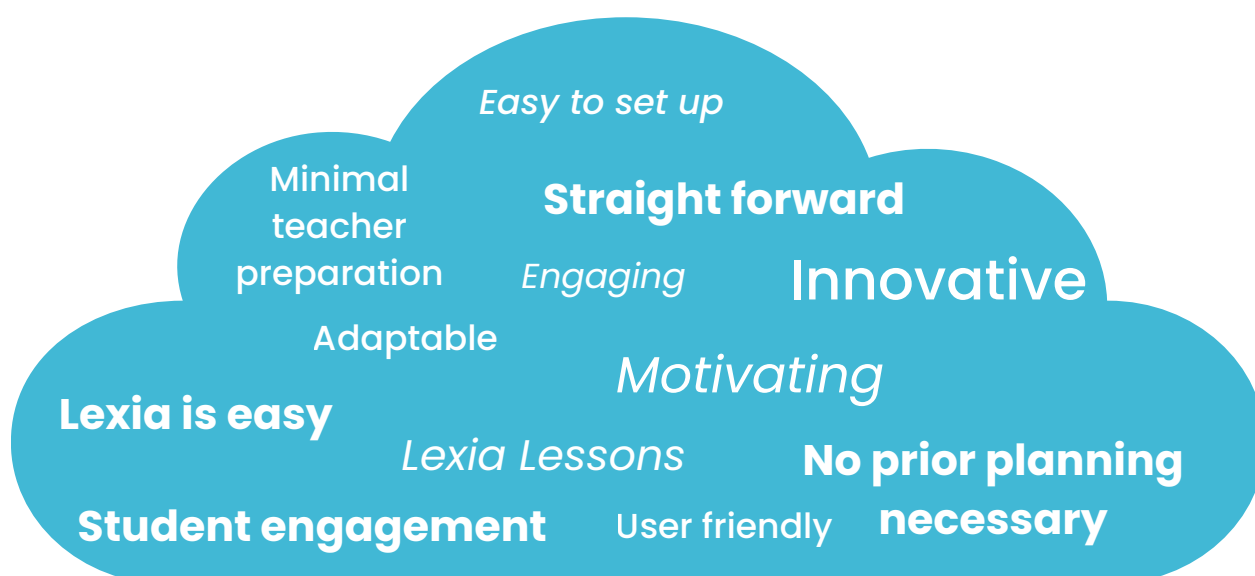 Easy to set up
Minimal
teacher
preparation
Straight forward
Engaging
Innovative
Adaptable
Motivating
Lexia is easy
Lexia Lessons
No prior planning
necessary
Student engagement
User friendly